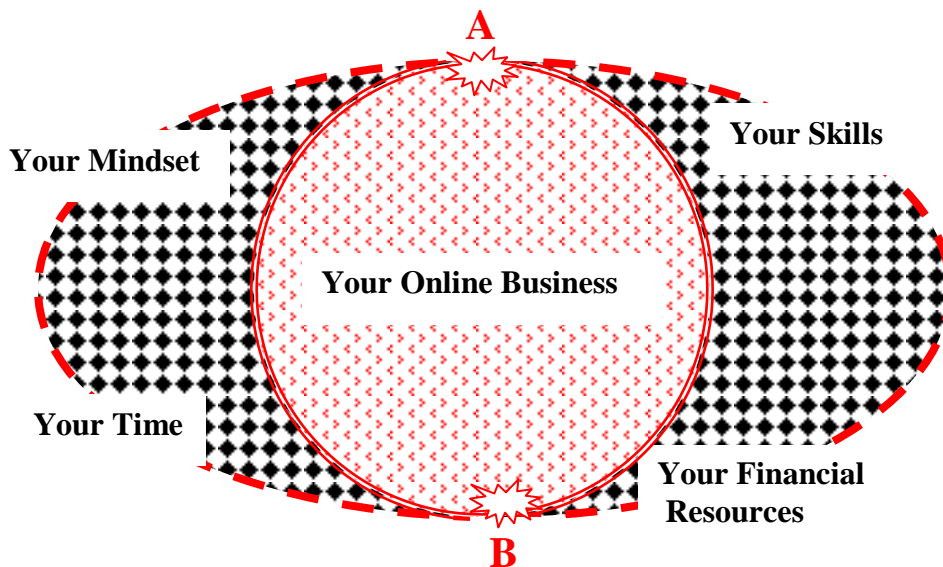 A
Your Skills
Your Mindset
Your Online Business
Your Time
Your Financial
Resources
B